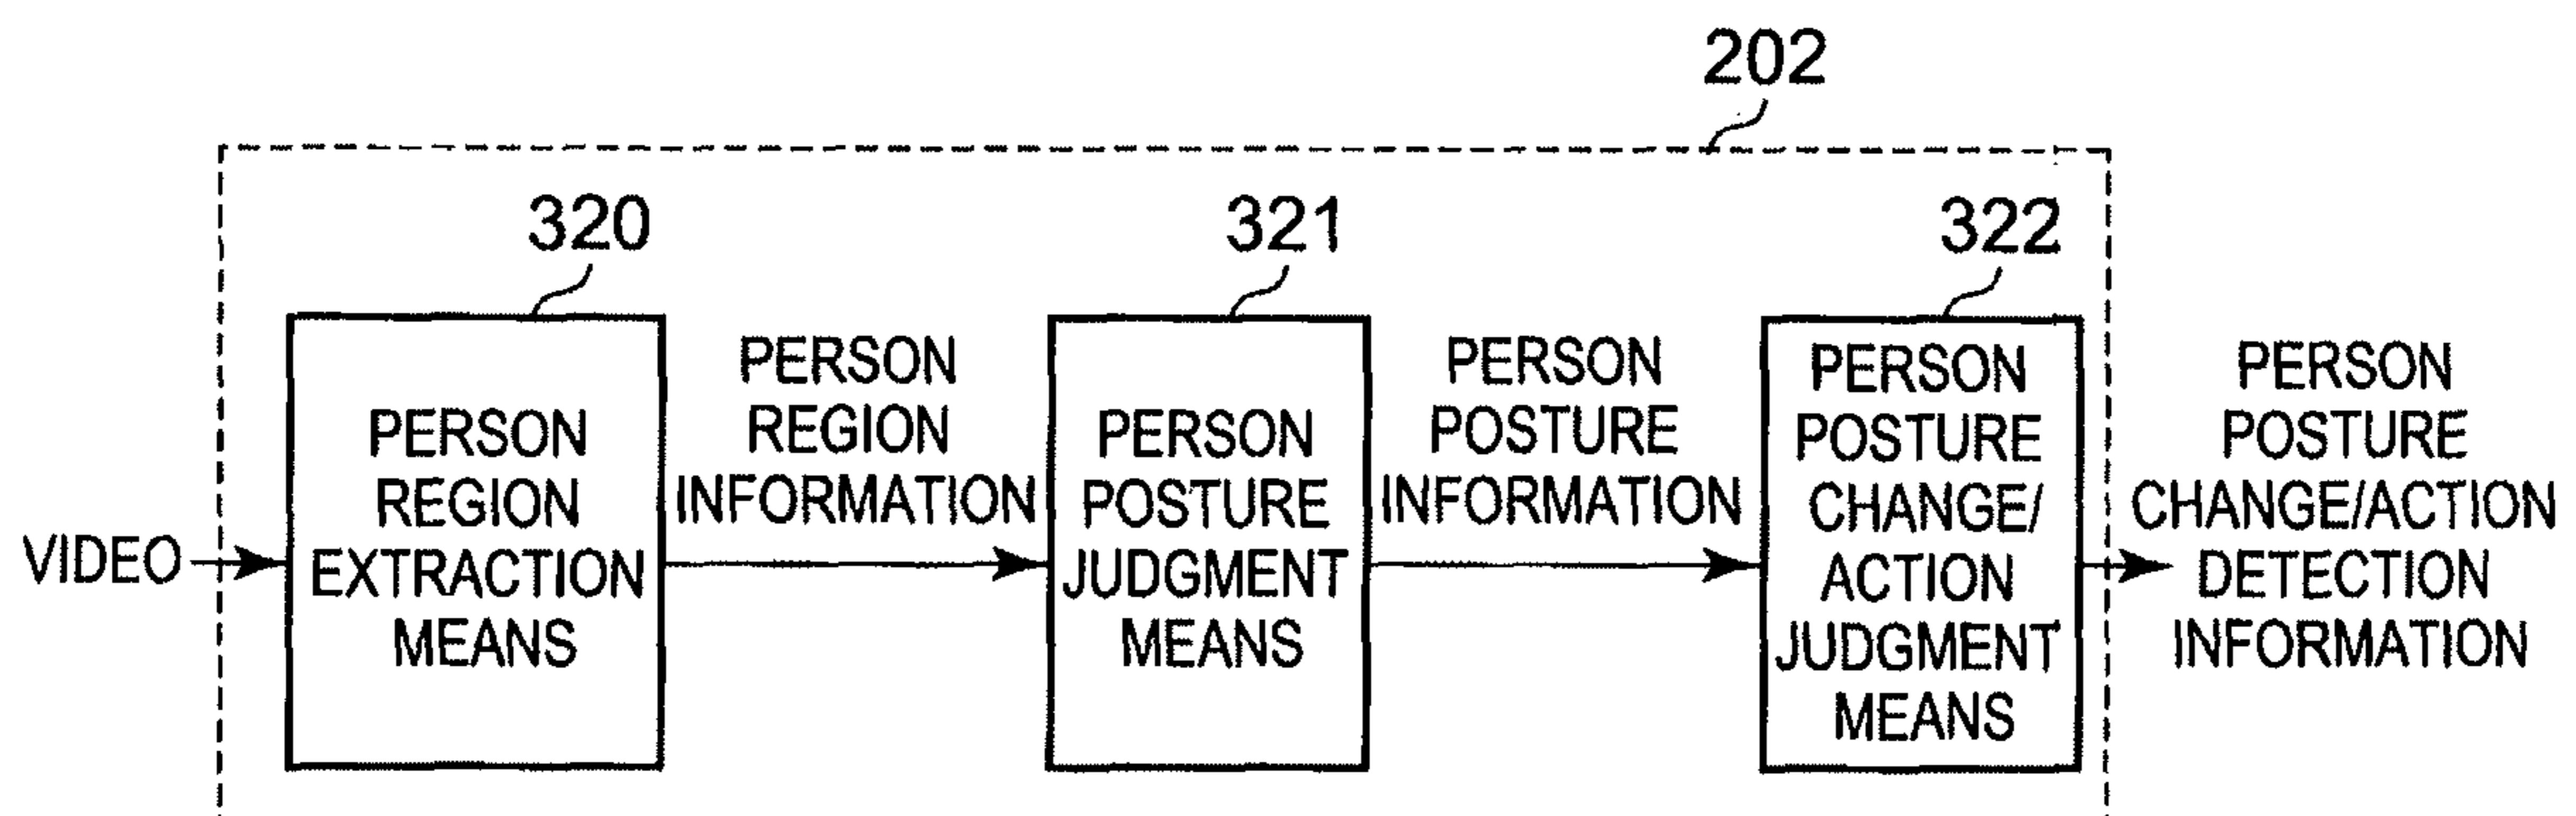 202
320
321
322
VIDEO
PERSON
REGION
EXTRACTION
MEANS
PERSON
REGION
INFORMATION
PERSON
POSTURE
JUDGMENT
MEANS
PERSON
POSTURE
INFORMATION
PERSON
POSTURE
CHANGE/
ACTION
JUDGMENT
MEANS
PERSON
POSTURE
CHANGE/ACTION
DETECTION
INFORMATION